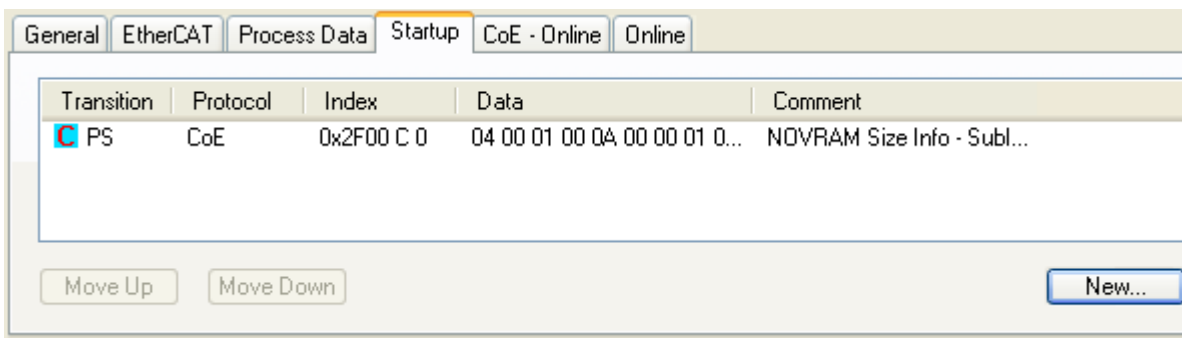 General EtherCAT Process Data Startup CoE - Online Online
Transition Protocol Index Data Comment
C PS CoE 0x2F00 C 0 04 00 01 00 0A 00 00 01 0... NOVRAM Size Info - Subl...
Move Up Move Down New...